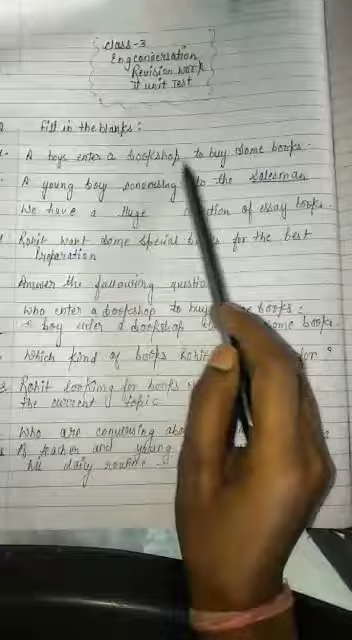 Class-3
Eng conversation
Revision work
II unit Test
Fill in the blanks:
A boys enter a bookshop to buy some books.
A young boy conversing to the salesman
We have a Huge of essay books.
Rohit want some special for the best
Preparation
Answer the following
Who enter a bookshop to buy books:
A boy enter a bookshop some books
Which kind of books for ?
Rohit looking for books
the current topic
Who are conversing
A teacher and young
his daily routine